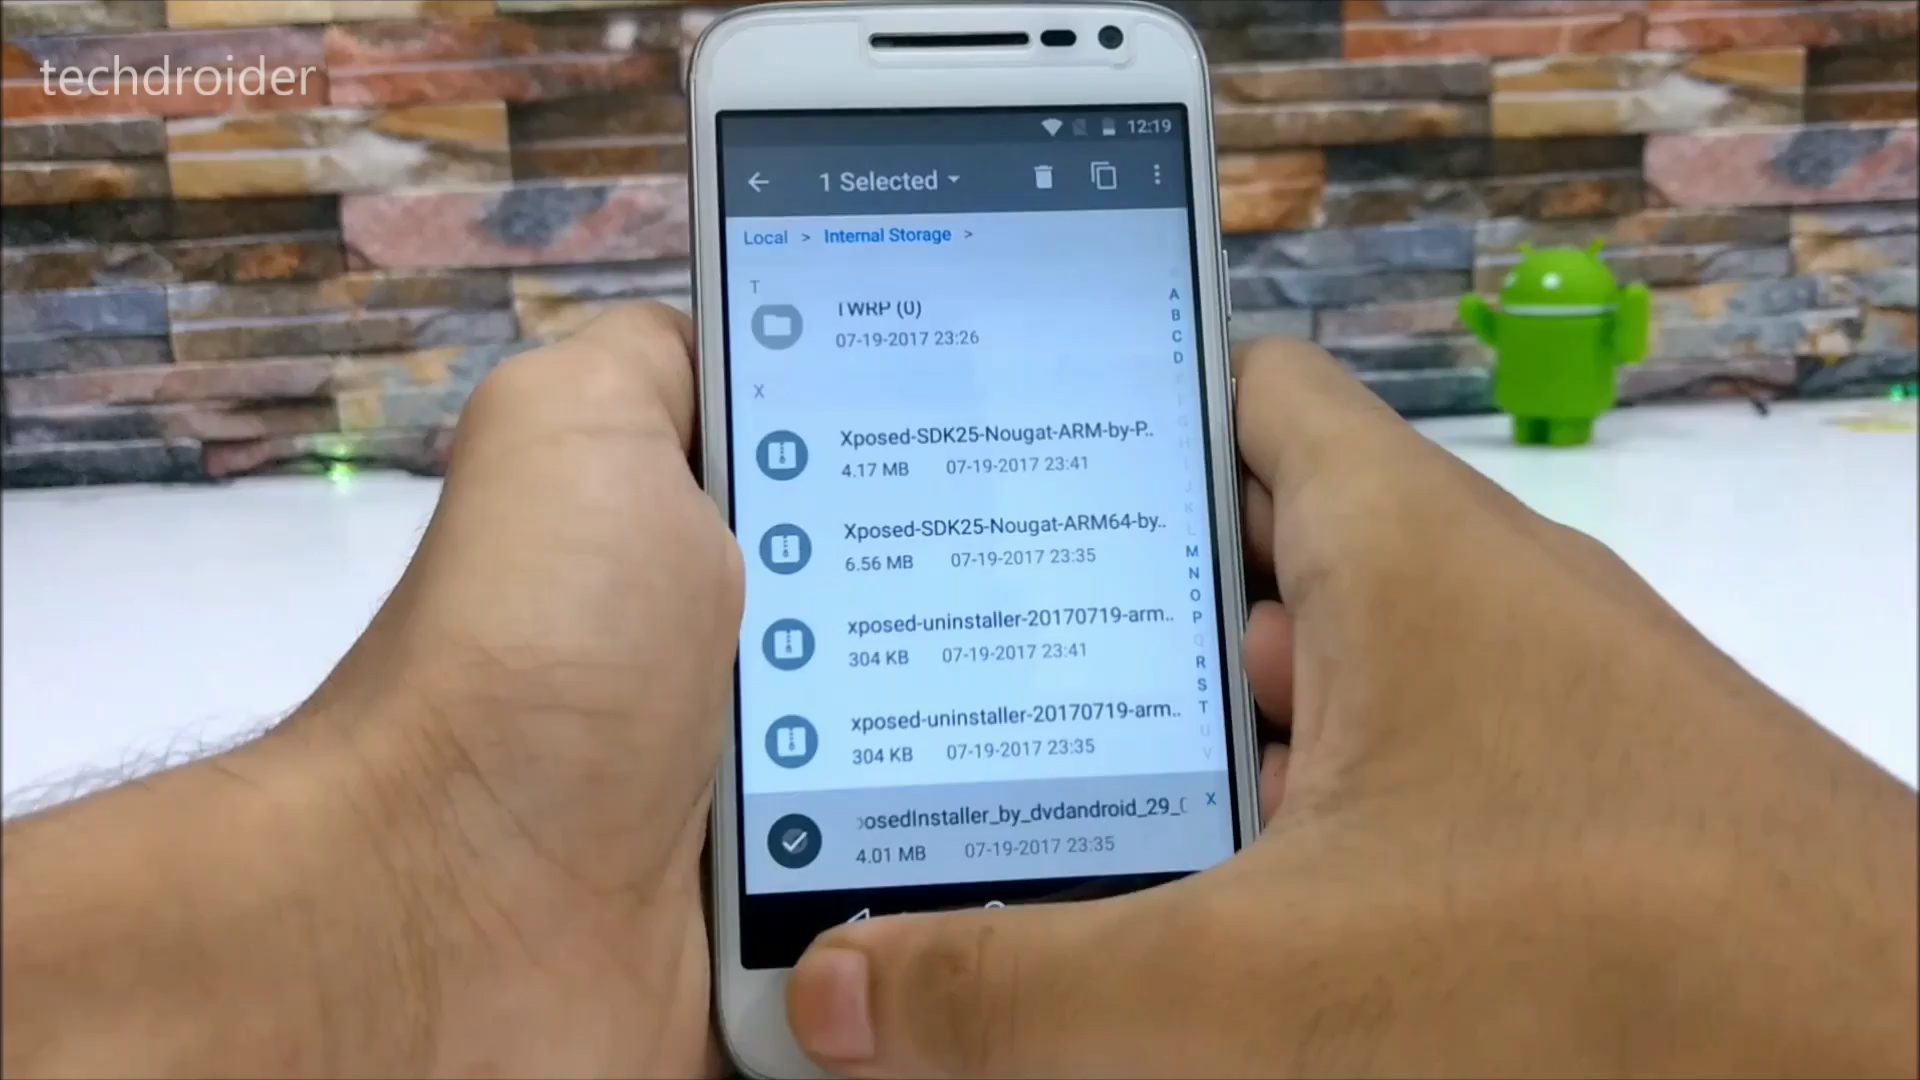 techdroider
12:19
1 Selected
Local > Internal Storage >
T
TWRP (0)
07-19-2017 23:26
X
Xposed-SDK25-Nougat-ARM-by-P..
4.17 MB 07-19-2017 23:41
Xposed-SDK25-Nougat-ARM64-by..
6.56 MB 07-19-2017 23:35
xposed-uninstaller-20170719-arm..
304 KB 07-19-2017 23:41
xposed-uninstaller-20170719-arm..
304 KB 07-19-2017 23:35
posedInstaller_by_dvdandroid_29_
4.01 MB 07-19-2017 23:35
A
B
C
D
G
H
I
J
K
L
M
N
O
P
Q
R
S
T
U
V
X